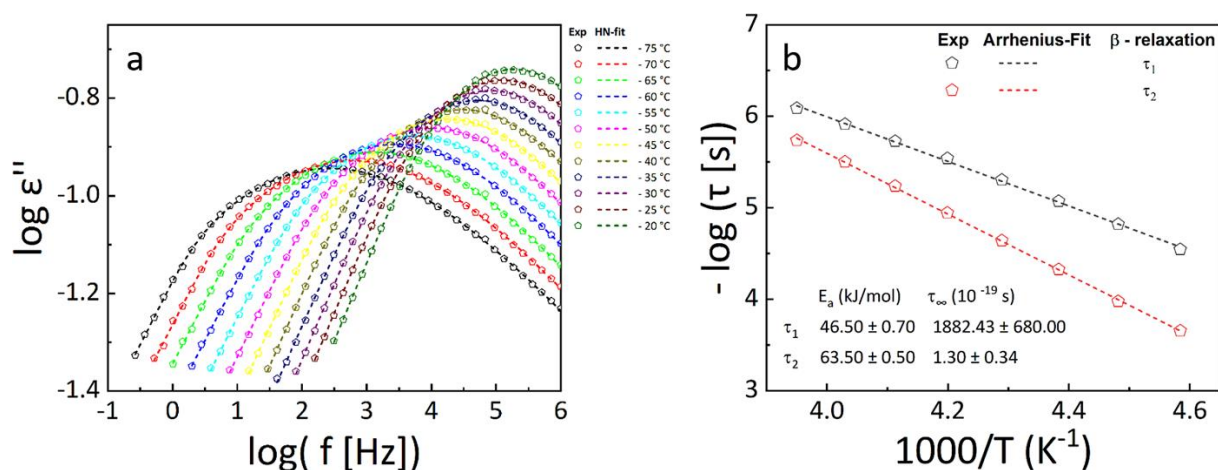 a
Exp HN-fit
- 75 °C
- 70 °C
- 65 °C
- 60 °C
- 55 °C
- 50 °C
- 45 °C
- 40 °C
- 35 °C
- 30 °C
- 25 °C
- 20 °C
log ε''
-0.8
-1.0
-1.2
-1.4
-1 0 1 2 3 4 5 6
log( f [Hz])
b
Exp Arrhenius-Fit β - relaxation
τ1
τ2
- log (τ [s])
7
6
5
4
3
Ea (kJ/mol) τ∞ (10 -19 s)
τ1 46.50 ± 0.70 1882.43 ± 680.00
τ2 63.50 ± 0.50 1.30 ± 0.34
4.0 4.2 4.4 4.6
1000/T (K-1)